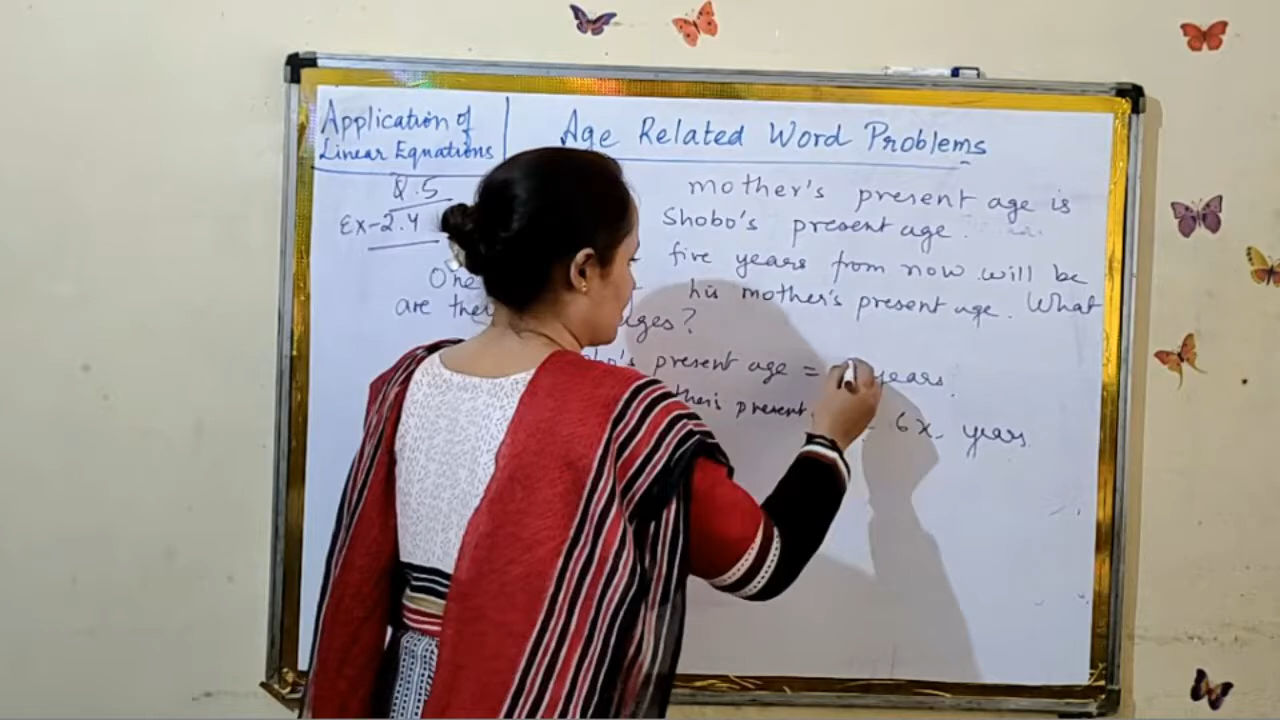 Application of
Linear Equations
Age Related Word Problems
Q.5
Ex-2.4
mother's present age is
Shobo's present age.
five years from now will be
One his mother's present age. What
are their ages?
present age = years
present = 6x years